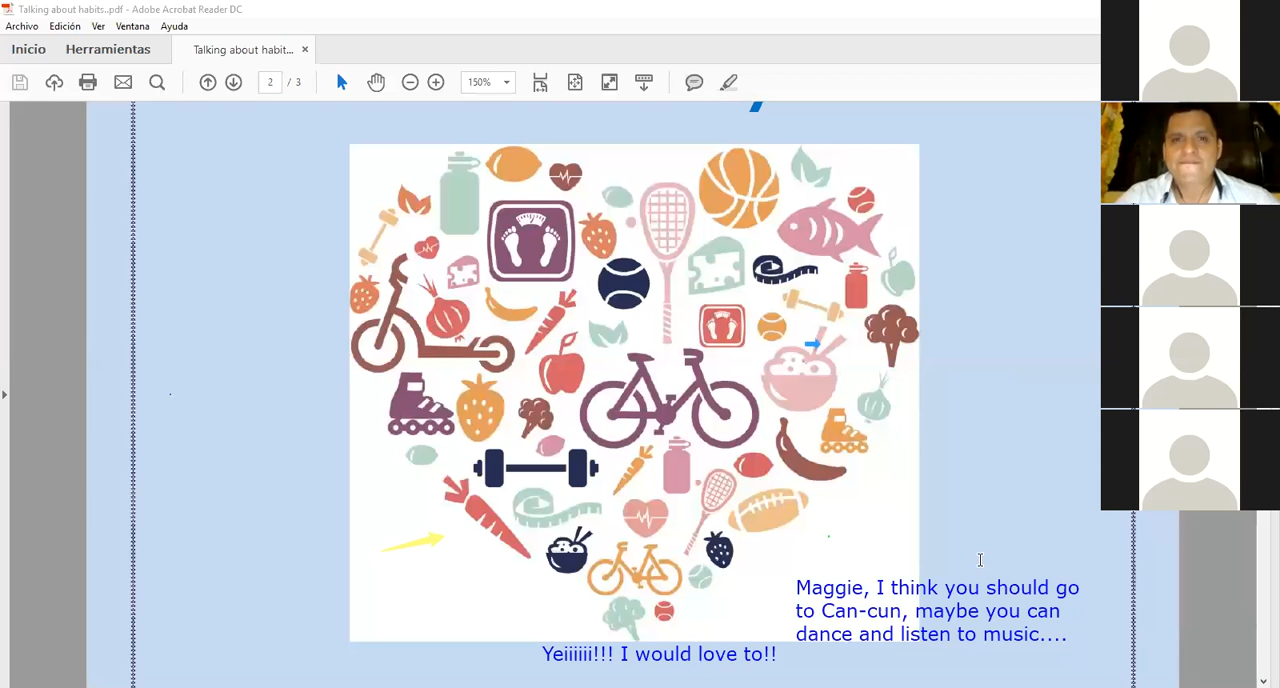 Talking about habits..pdf - Adobe Acrobat Reader DC
Archivo Edición Ver Ventana Ayuda
Inicio Herramientas Talking about habit... ×
2 / 3 150%
Maggie, I think you should go
to Can-cun, maybe you can
dance and listen to music....
Yeiiiiii!!! I would love to!!